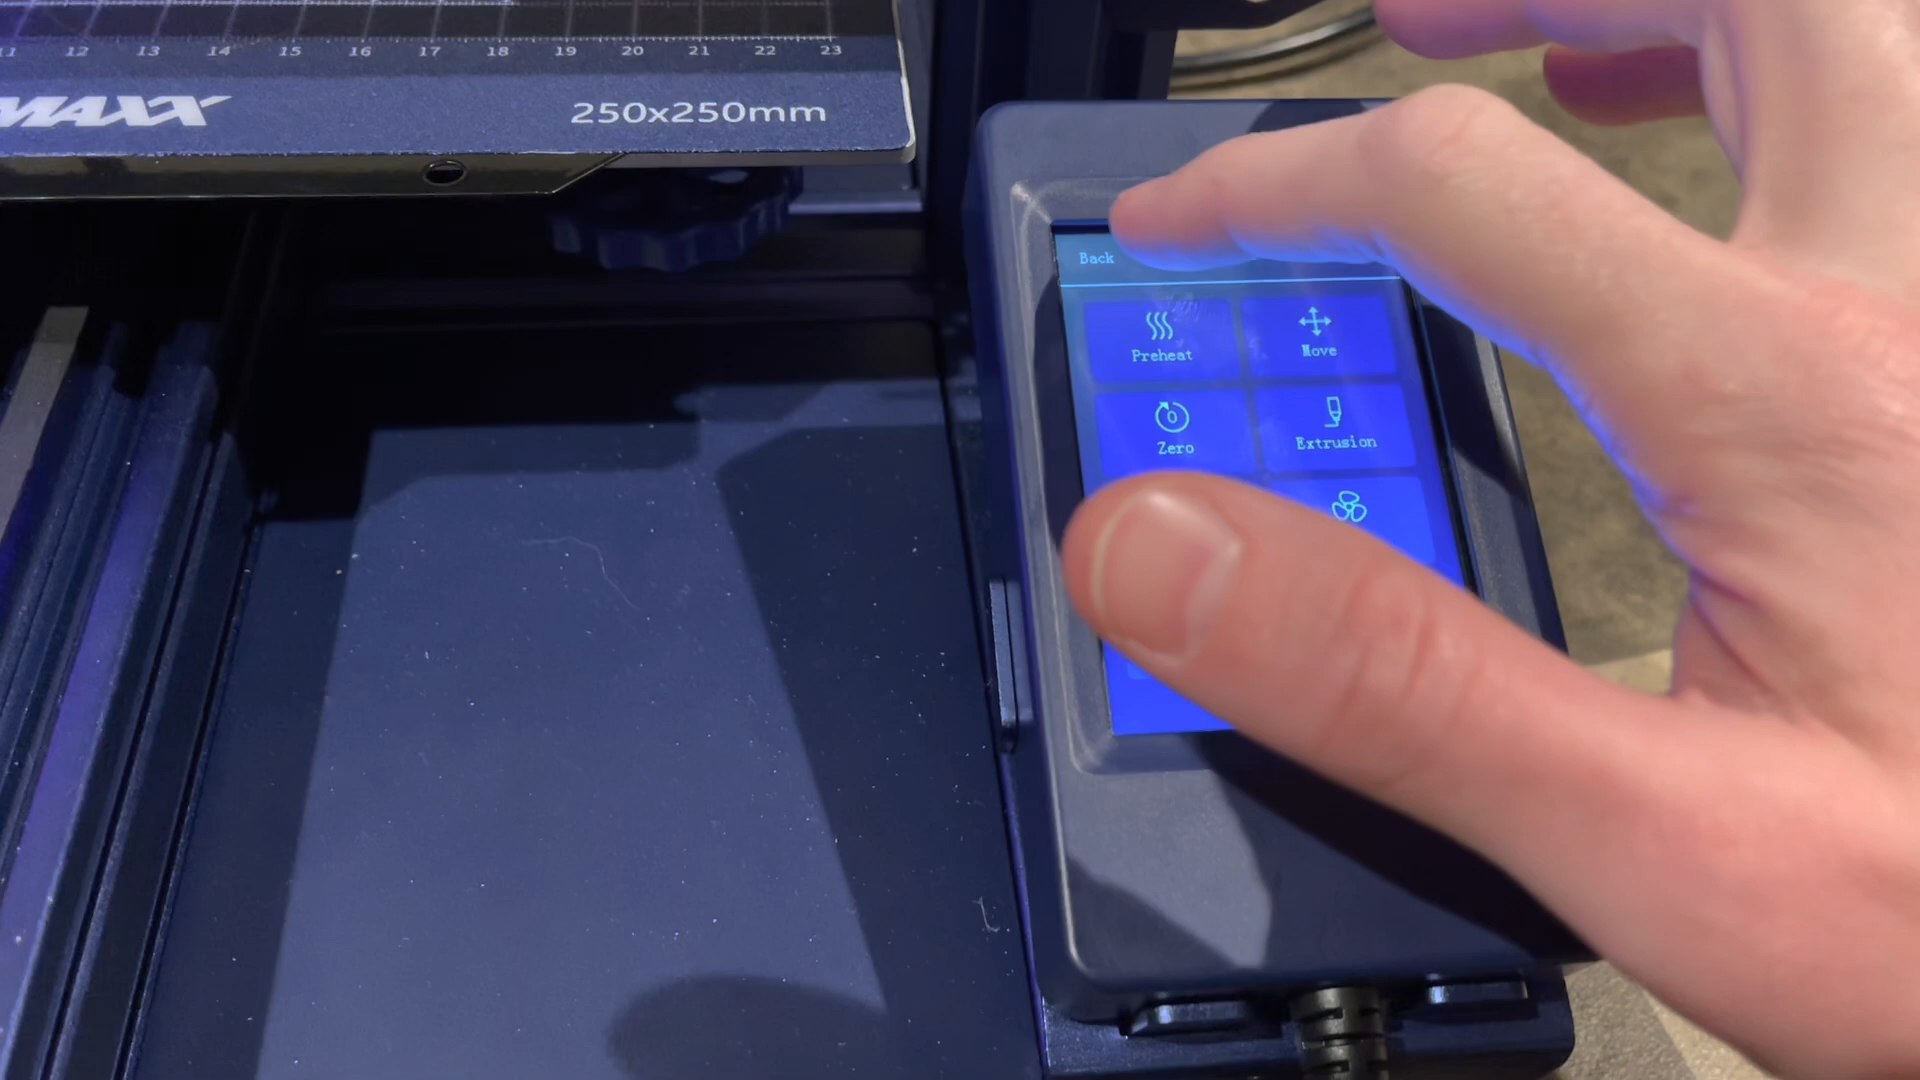 11 12 13 14 15 16 17 18 19 20 21 22 23
MAXX
250x250mm
Back
Preheat
Move
Zero
Extrusion